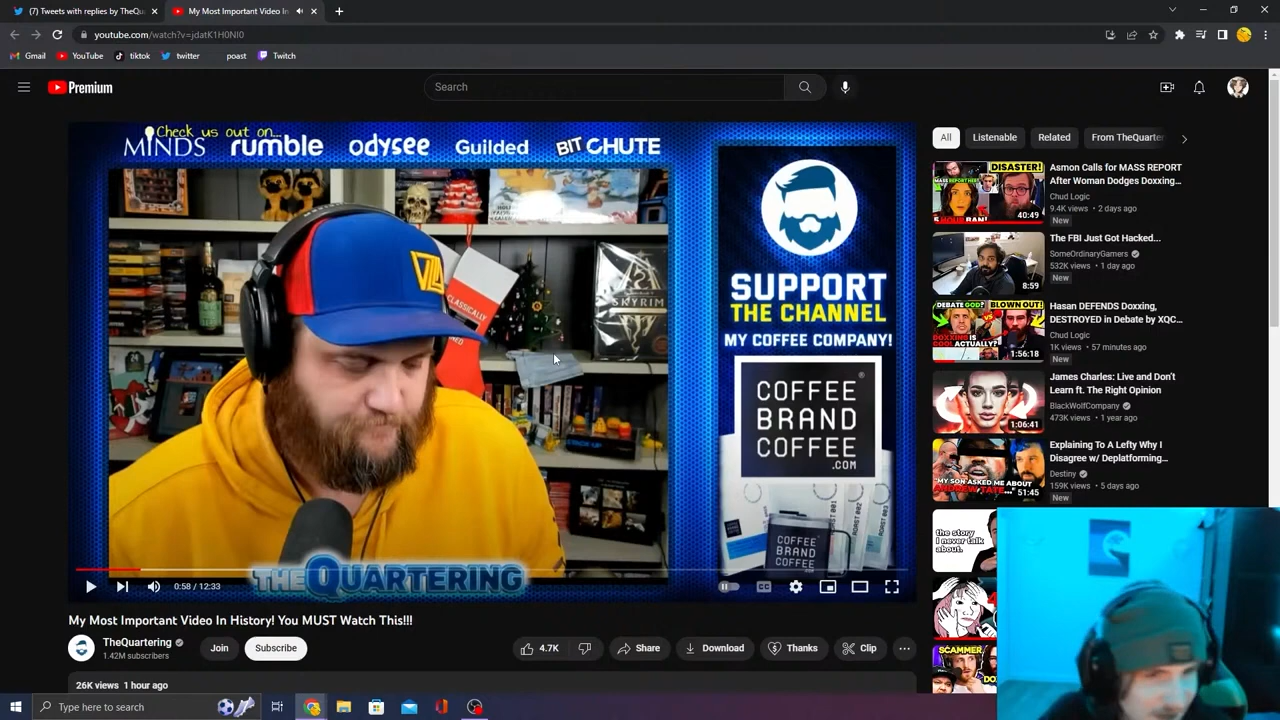 (7) Tweets with replies by TheQu
My Most Important Video In
youtube.com/watch?v=jdatK1H0NI0
Gmail
YouTube
tiktok
twitter
poast
Twitch
Premium
Search
Check us out on...
MINDS
rumble
odysee
Guilded
BIT CHUTE
CLASSICALLY
SKYRIM
SUPPORT
THE CHANNEL
MY COFFEE COMPANY!
COFFEE
BRAND
COFFEE
.COM
COFFEE
BRAND
COFFEE
THEQUARTERING
0:58 / 12:33
CC
My Most Important Video In History! You MUST Watch This!!!
TheQuartering
1.42M subscribers
Join
Subscribe
4.7K
Share
Download
Thanks
Clip
26K views 1 hour ago
All
Listenable
Related
From TheQuarter
DISASTER!
40:49
Asmon Calls for MASS REPORT
After Woman Dodges Doxxing...
Chud Logic
9.4K views • 2 days ago
New
8:59
The FBI Just Got Hacked...
SomeOrdinaryGamers
532K views • 1 day ago
New
DEBATE GOD?
BLOWN OUT!
1:56:18
Hasan DEFENDS Doxxing,
DESTROYED in Debate by XQC...
Chud Logic
1K views • 57 minutes ago
New
1:06:41
James Charles: Live and Don't
Learn ft. The Right Opinion
BlackWolfCompany
473K views • 1 year ago
"MY SON ASKED ME ABOUT
ANDREW TATE..."
51:45
Explaining To A Lefty Why I
Disagree w/ Deplatforming...
Destiny
159K views • 5 days ago
New
the story
I never talk
about.
SCAMMER
Type here to search